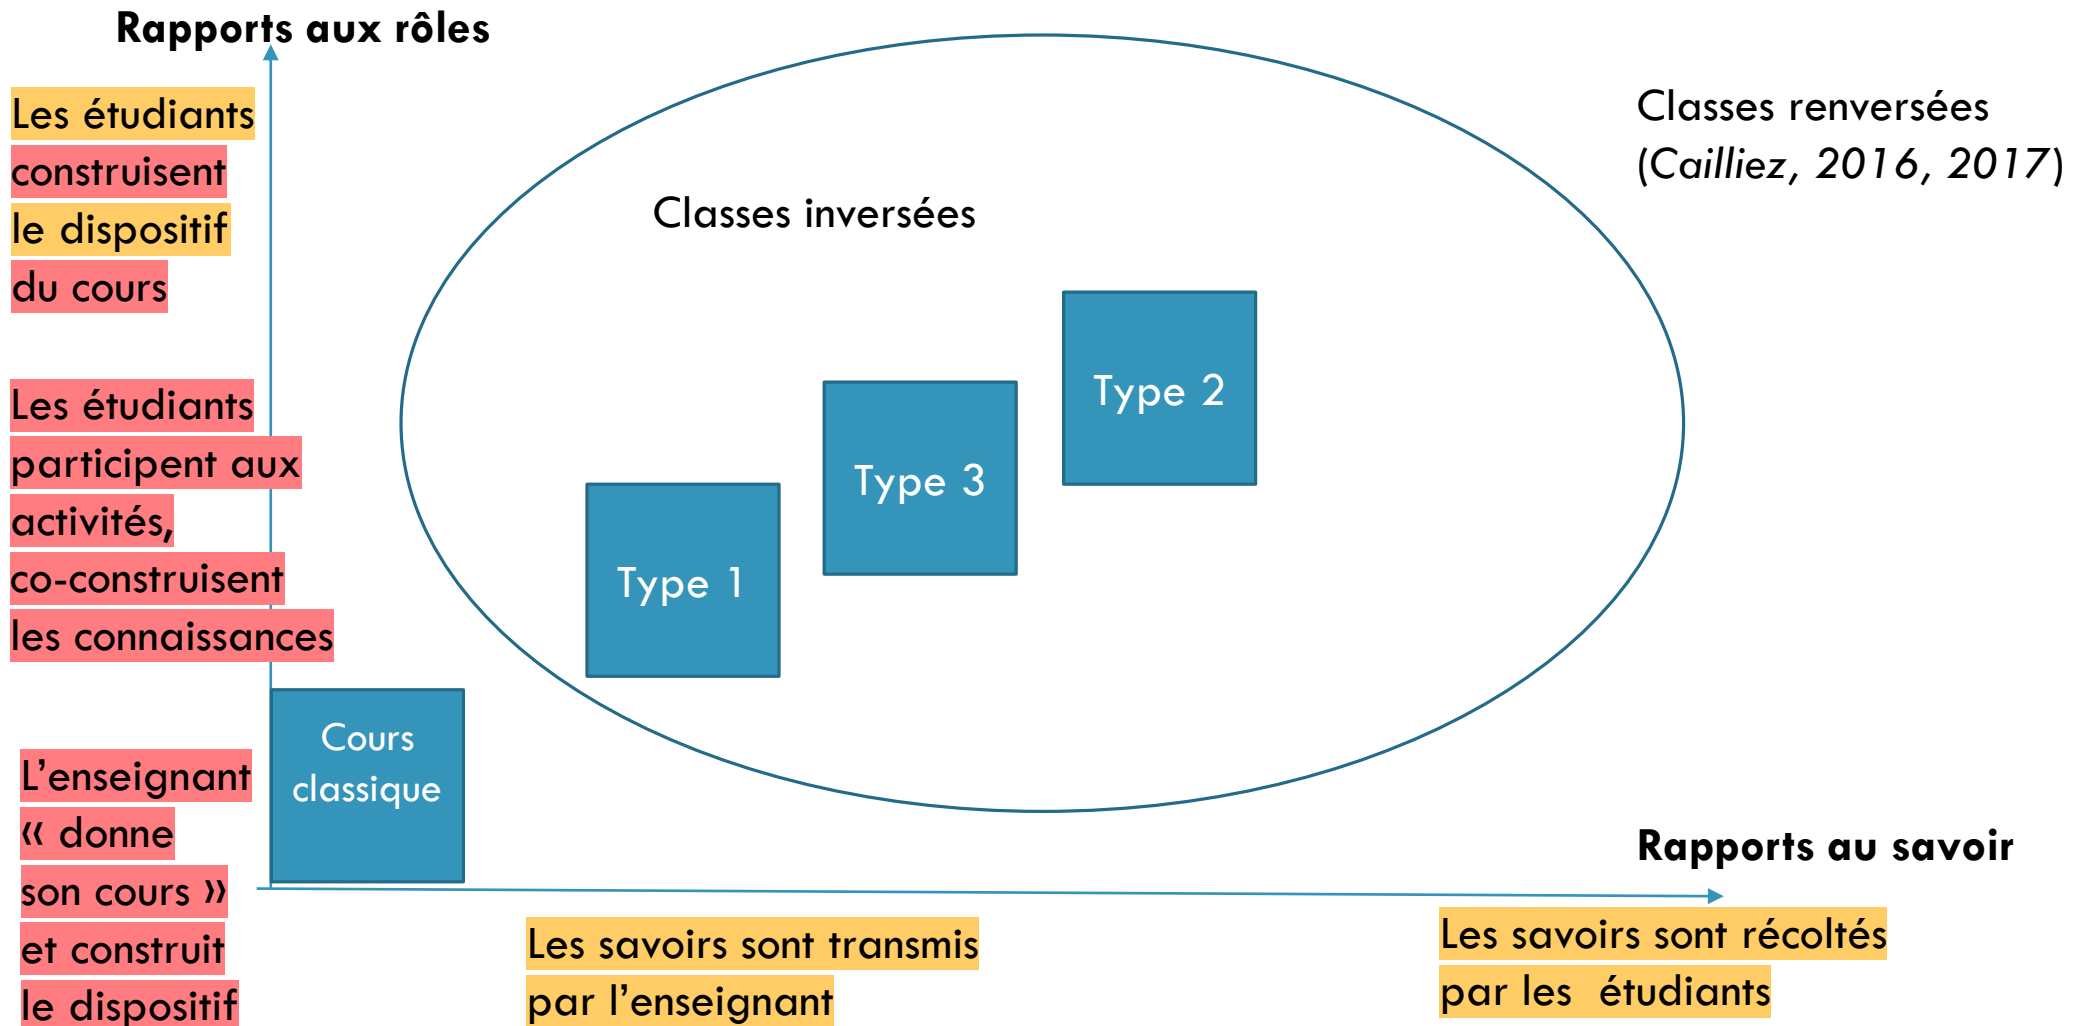 Rapports aux rôles
Les étudiants
construisent
le dispositif
du cours
Classes renversées
(Cailliez, 2016, 2017)
Classes inversées
Type 2
Les étudiants
participent aux
activités,
co-construisent
les connaissances
Type 3
Type 1
Cours
classique
L’enseignant
« donne
son cours »
et construit
le dispositif
Rapports au savoir
Les savoirs sont transmis
par l’enseignant
Les savoirs sont récoltés
par les étudiants